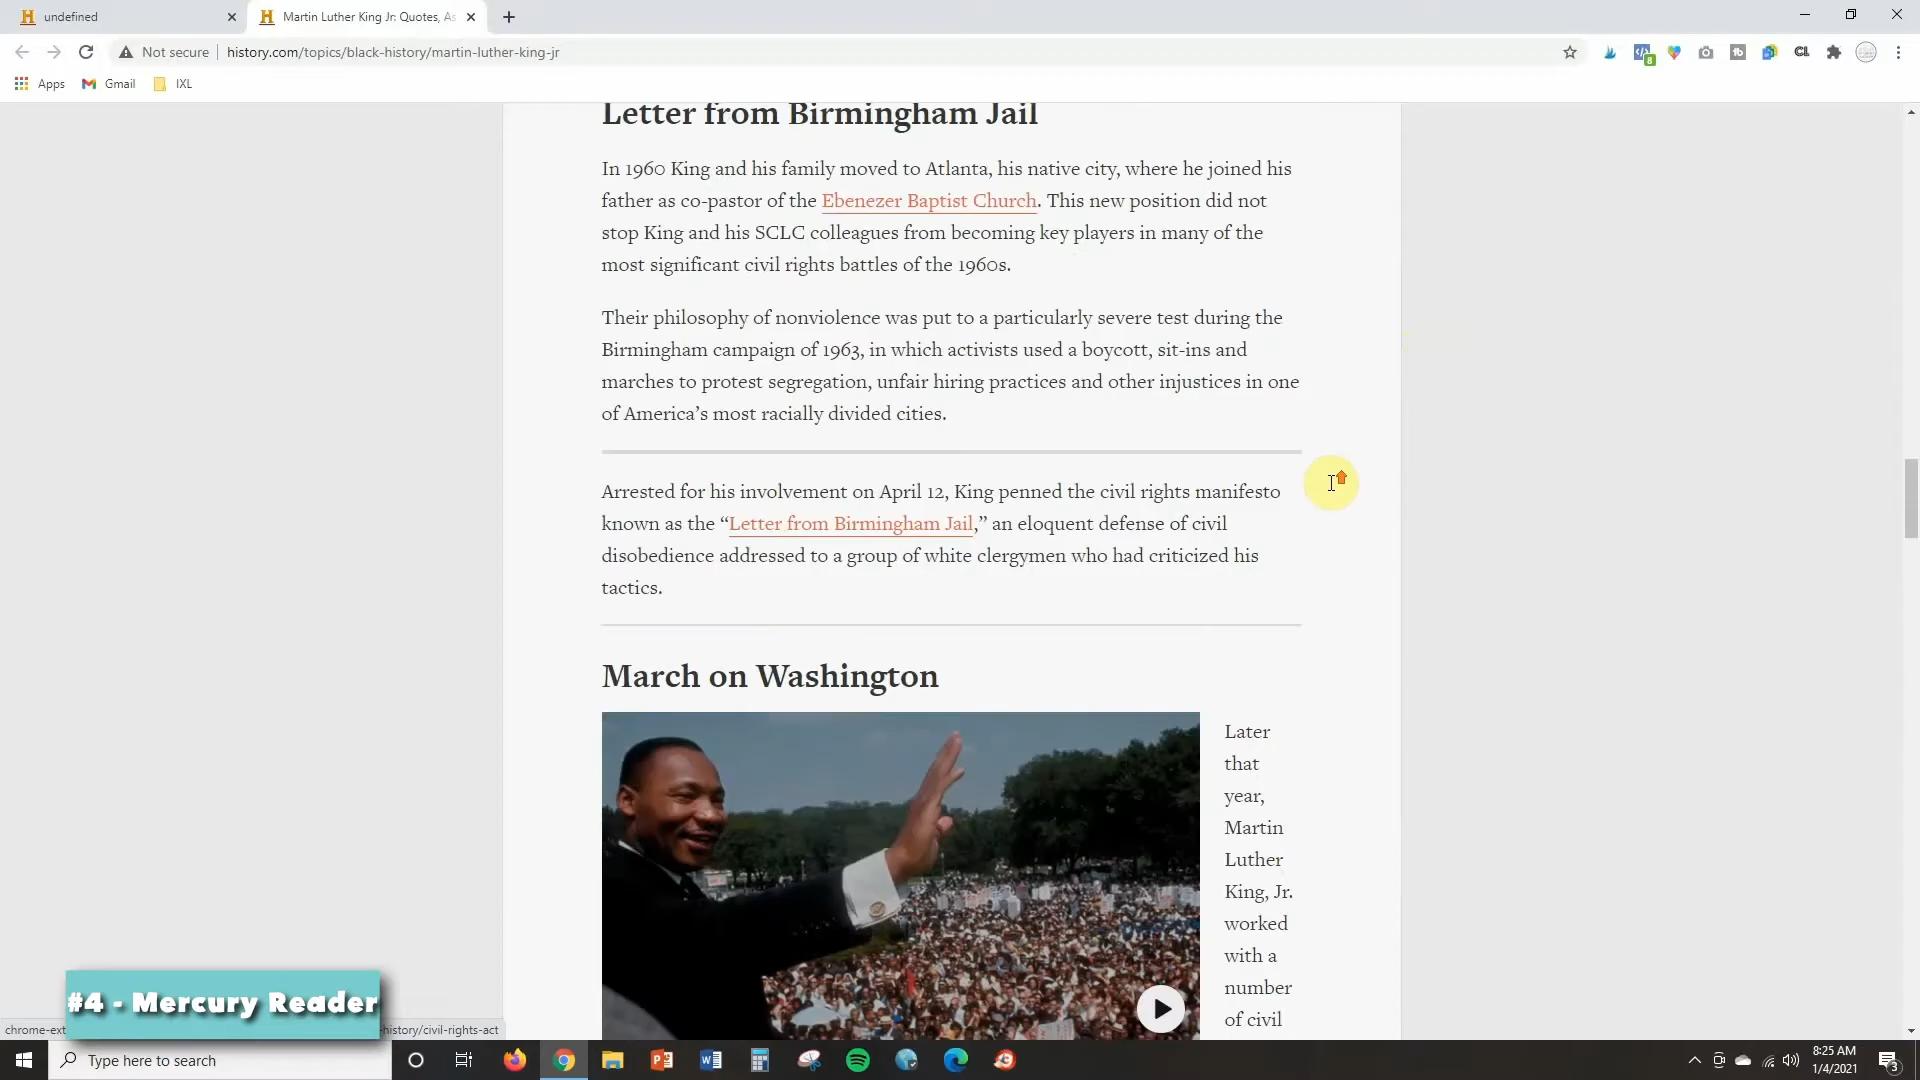 undefined
Martin Luther King Jr: Quotes, As
Not secure
history.com/topics/black-history/martin-luther-king-jr
8
CL
Apps
Gmail
IXL
Letter from Birmingham Jail
In 1960 King and his family moved to Atlanta, his native city, where he joined his
father as co-pastor of the Ebenezer Baptist Church. This new position did not
stop King and his SCLC colleagues from becoming key players in many of the
most significant civil rights battles of the 1960s.
Their philosophy of nonviolence was put to a particularly severe test during the
Birmingham campaign of 1963, in which activists used a boycott, sit-ins and
marches to protest segregation, unfair hiring practices and other injustices in one
of America’s most racially divided cities.
Arrested for his involvement on April 12, King penned the civil rights manifesto
known as the “Letter from Birmingham Jail,” an eloquent defense of civil
disobedience addressed to a group of white clergymen who had criticized his
tactics.
March on Washington
Later
that
year,
Martin
Luther
King, Jr.
worked
with a
number
of civil
#4 - Mercury Reader
chrome-ext
-history/civil-rights-act
Type here to search
8:25 AM
1/4/2021
3